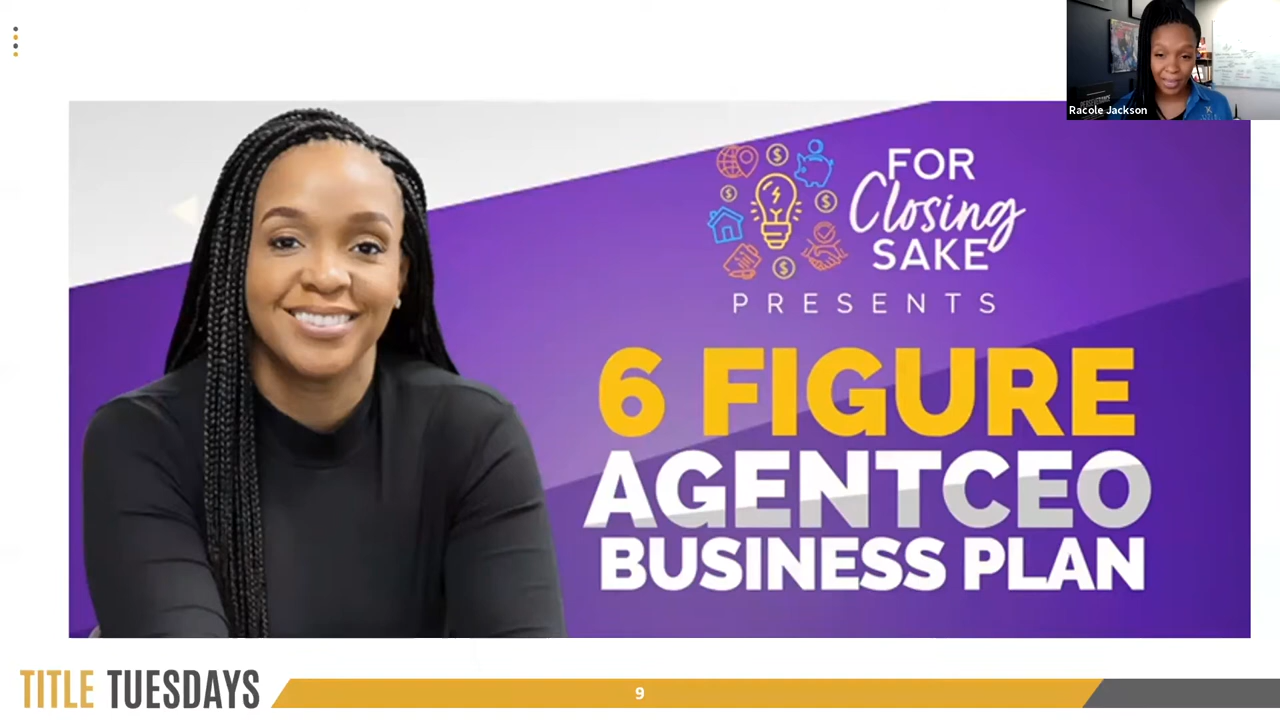 Racole Jackson
FOR
Closing
SAKE
PRESENTS
6 FIGURE
AGENTCEO
BUSINESS PLAN
TITLE TUESDAYS
9